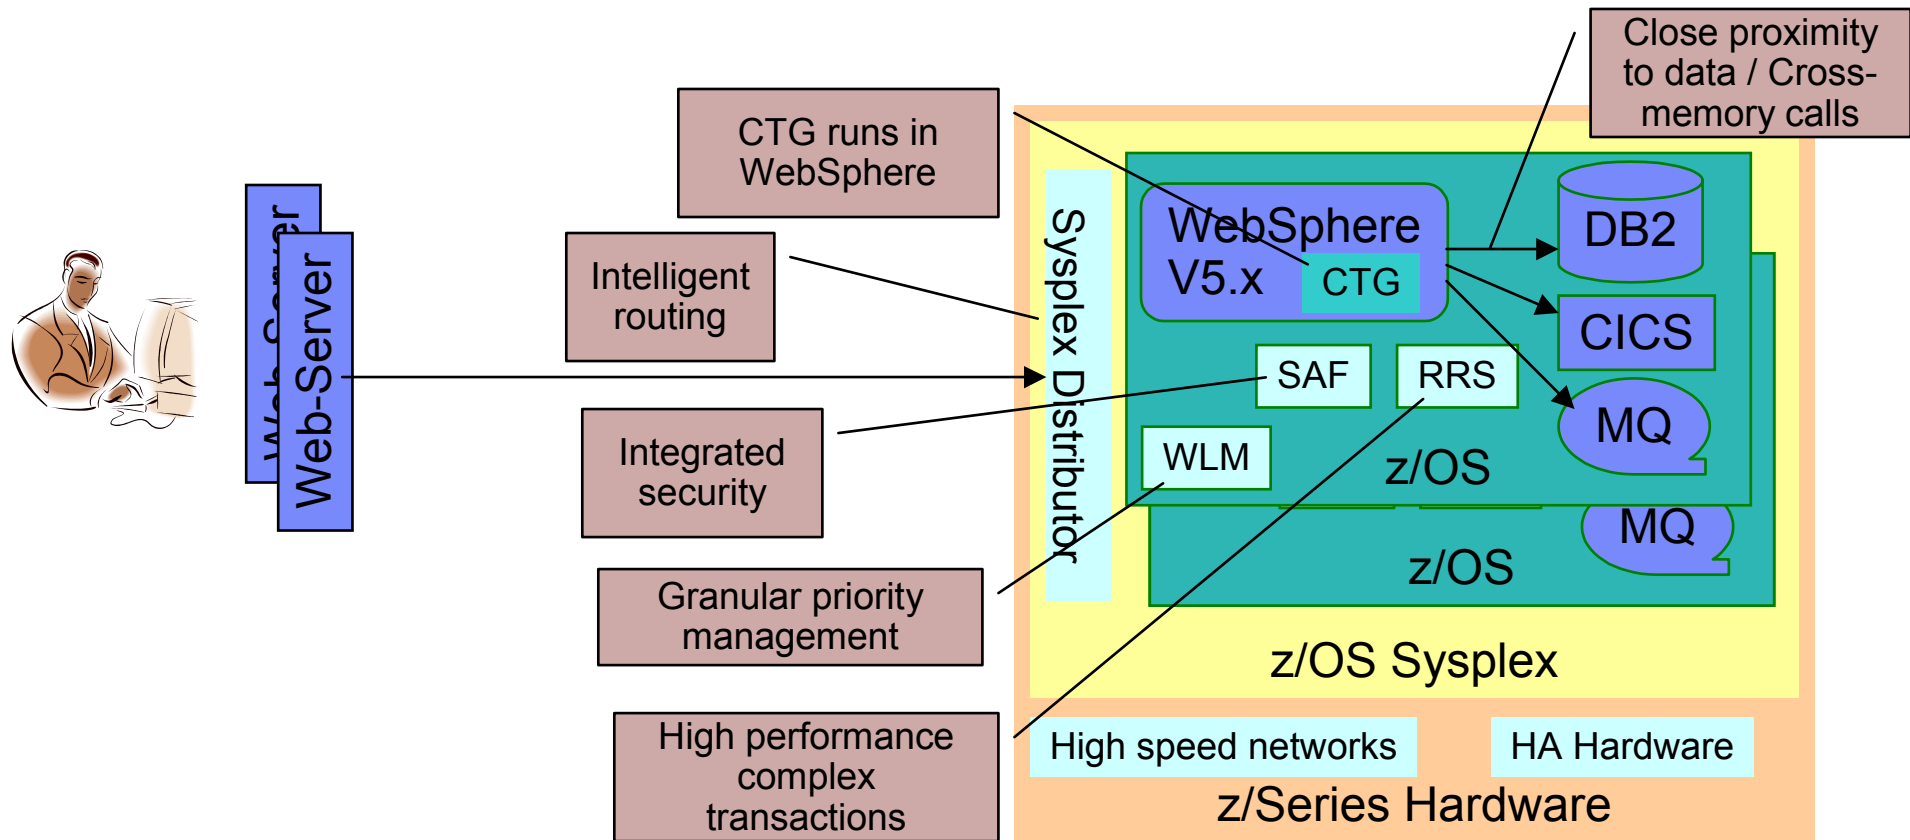 Close proximity
to data / Cross-
memory calls
CTG runs in
WebSphere
Web-Server
Web-Server
Intelligent
routing
Integrated
security
Granular priority
management
High performance
complex
transactions
Sysplex Distributor
WebSphere
V5.x
CTG
DB2
CICS
MQ
SAF
RRS
WLM
z/OS
MQ
z/OS
z/OS Sysplex
High speed networks
HA Hardware
z/Series Hardware